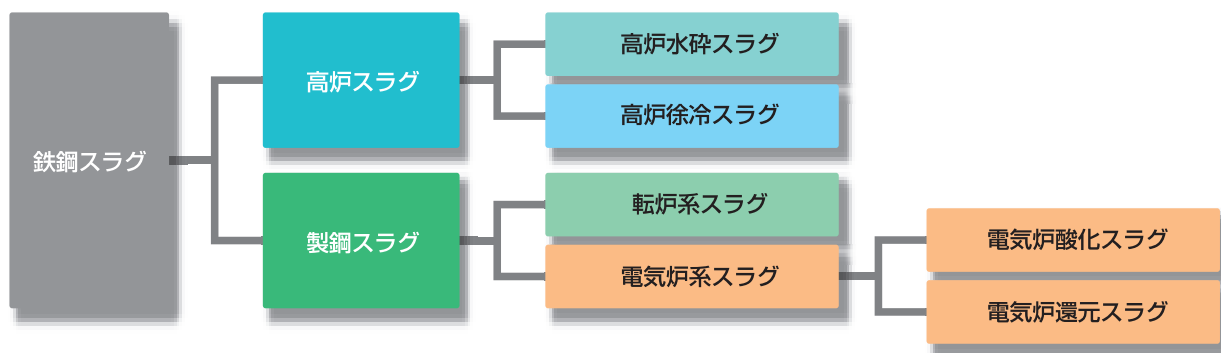 鉄鋼スラグ
高炉スラグ
高炉水砕スラグ
高炉徐冷スラグ
製鋼スラグ
転炉系スラグ
電気炉系スラグ
電気炉酸化スラグ
電気炉還元スラグ